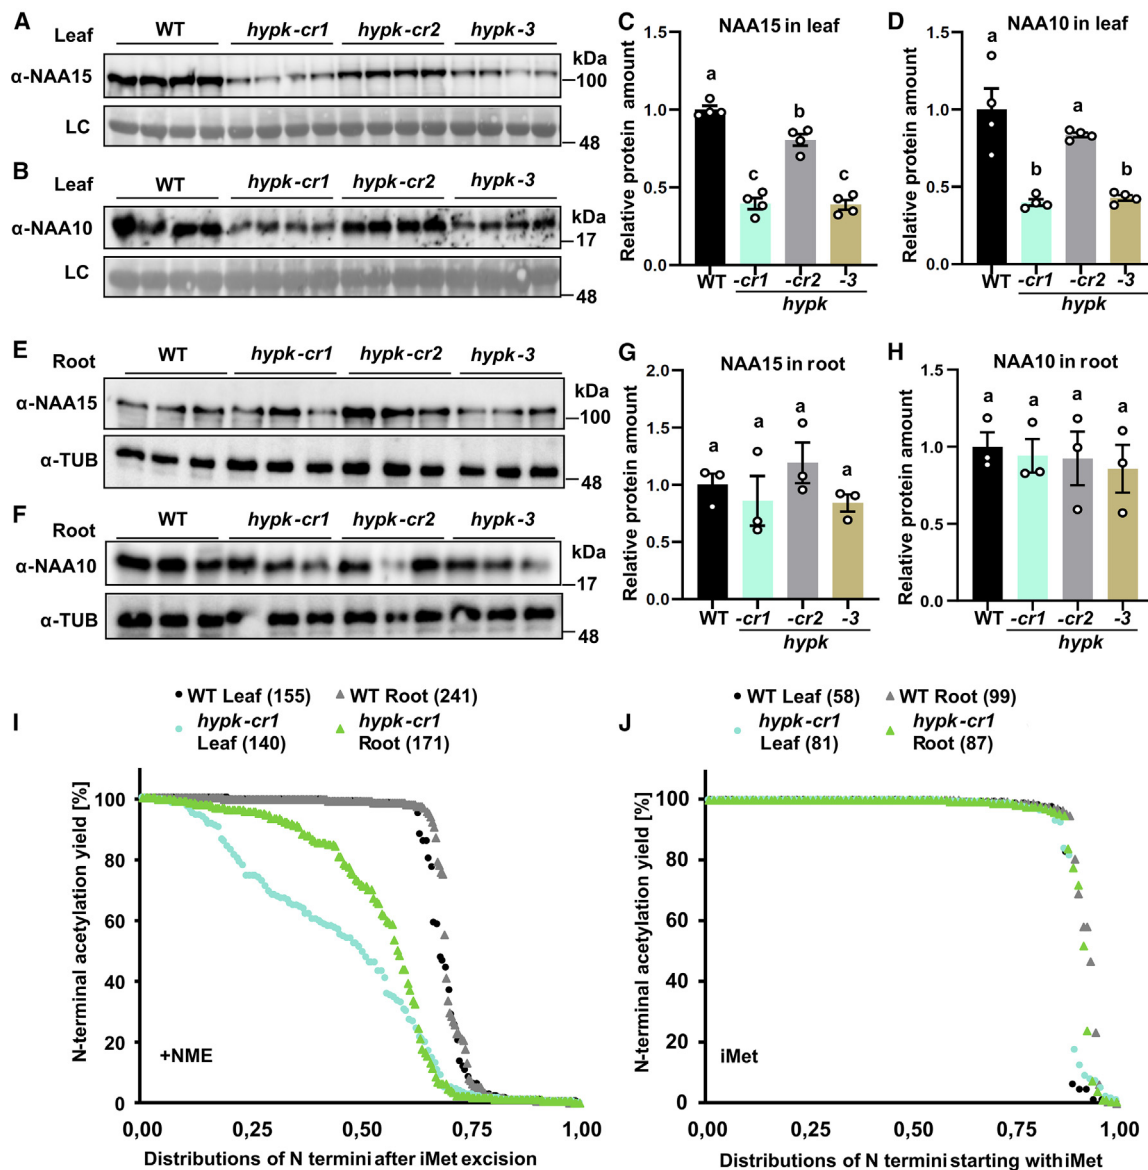 A
Leaf WT hypk-cr1 hypk-cr2 hypk-3
kDa
α-NAA15
100
LC
48
B
Leaf WT hypk-cr1 hypk-cr2 hypk-3
kDa
α-NAA10
17
LC
48
C
NAA15 in leaf
Relative protein amount
1.5
1.0
0.5
0.0
a
c
b
c
WT -cr1 -cr2 -3
hypk
D
NAA10 in leaf
Relative protein amount
1.5
1.0
0.5
0.0
a
b
a
b
WT -cr1 -cr2 -3
hypk
E
Root WT hypk-cr1 hypk-cr2 hypk-3
kDa
α-NAA15
100
α-TUB
48
F
Root WT hypk-cr1 hypk-cr2 hypk-3
kDa
α-NAA10
17
α-TUB
48
G
NAA15 in root
Relative protein amount
2.0
1.5
1.0
0.5
0.0
a
a
a
a
WT -cr1 -cr2 -3
hypk
H
NAA10 in root
Relative protein amount
1.5
1.0
0.5
0.0
a
a
a
a
WT -cr1 -cr2 -3
hypk
I
WT Leaf (155) WT Root (241)
hypk-cr1 hypk-cr1
Leaf (140) Root (171)
N-terminal acetylation yield [%]
100
80
60
40
20
0
+NME
0,00 0,25 0,50 0,75 1,00
Distributions of N termini after iMet excision
J
WT Leaf (58) WT Root (99)
hypk-cr1 hypk-cr1
Leaf (81) Root (87)
N-terminal acetylation yield [%]
100
80
60
40
20
0
iMet
0,00 0,25 0,50 0,75 1,00
Distributions of N termini starting with iMet